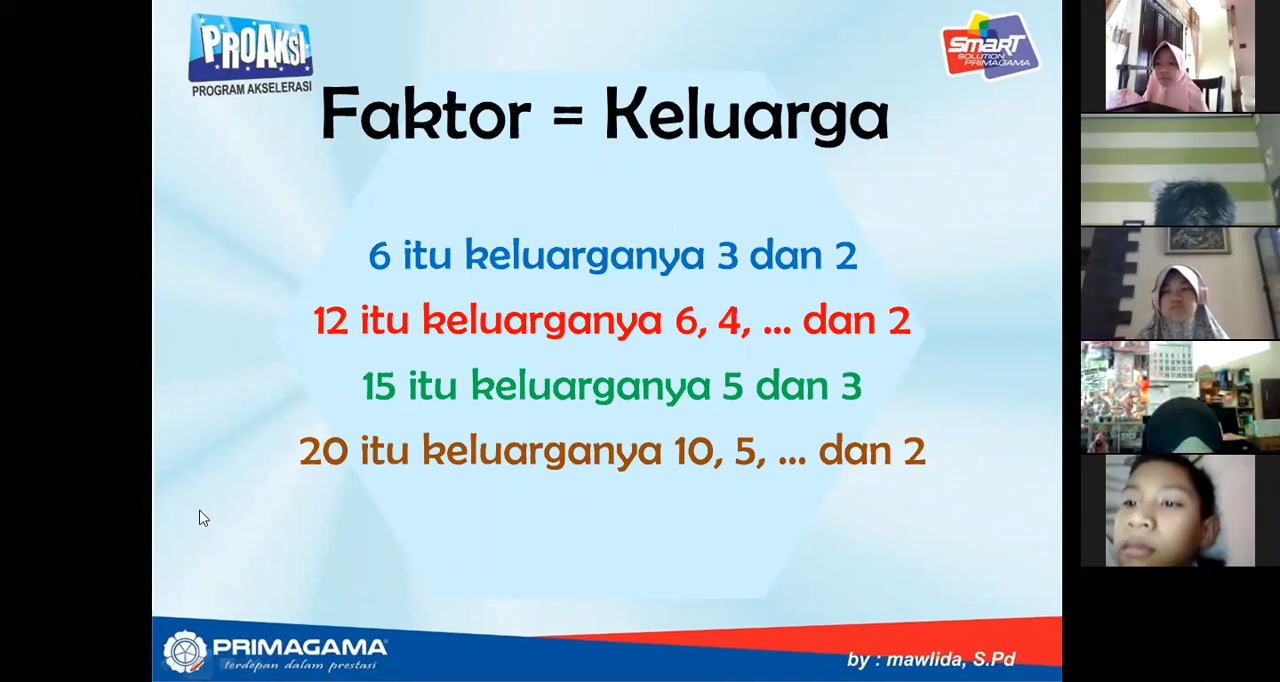 PROAKSI
PROGRAM AKSELERASI
SMART
SOLUTION
PRIMAGAMA
Faktor = Keluarga
6 itu keluarganya 3 dan 2
12 itu keluarganya 6, 4, ... dan 2
15 itu keluarganya 5 dan 3
20 itu keluarganya 10, 5, ... dan 2
PRIMAGAMA
terdepan dalam prestasi
by : mawlida, S.Pd